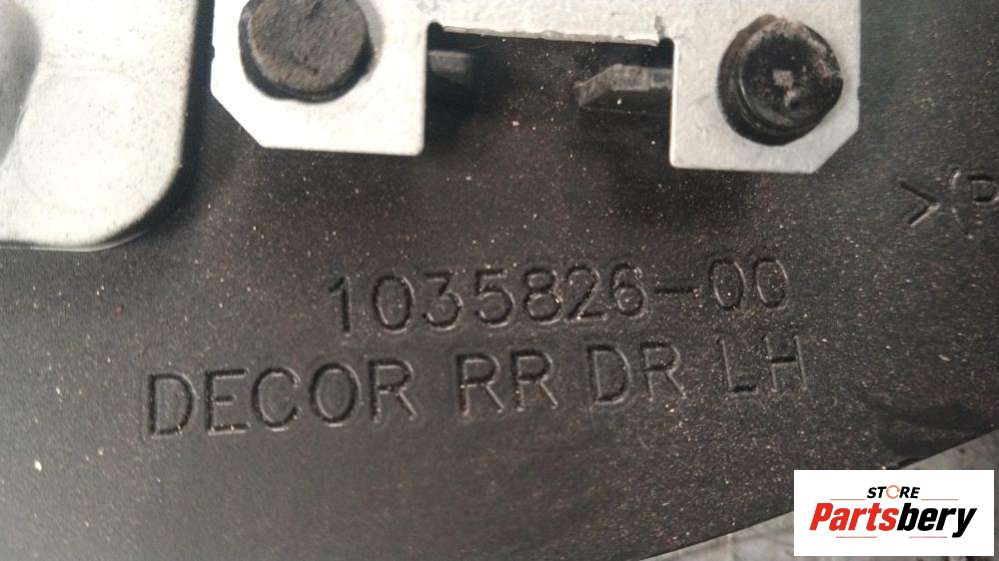 >(P
1035826-00
DECOR RR DR LH
STORE
Partsbery